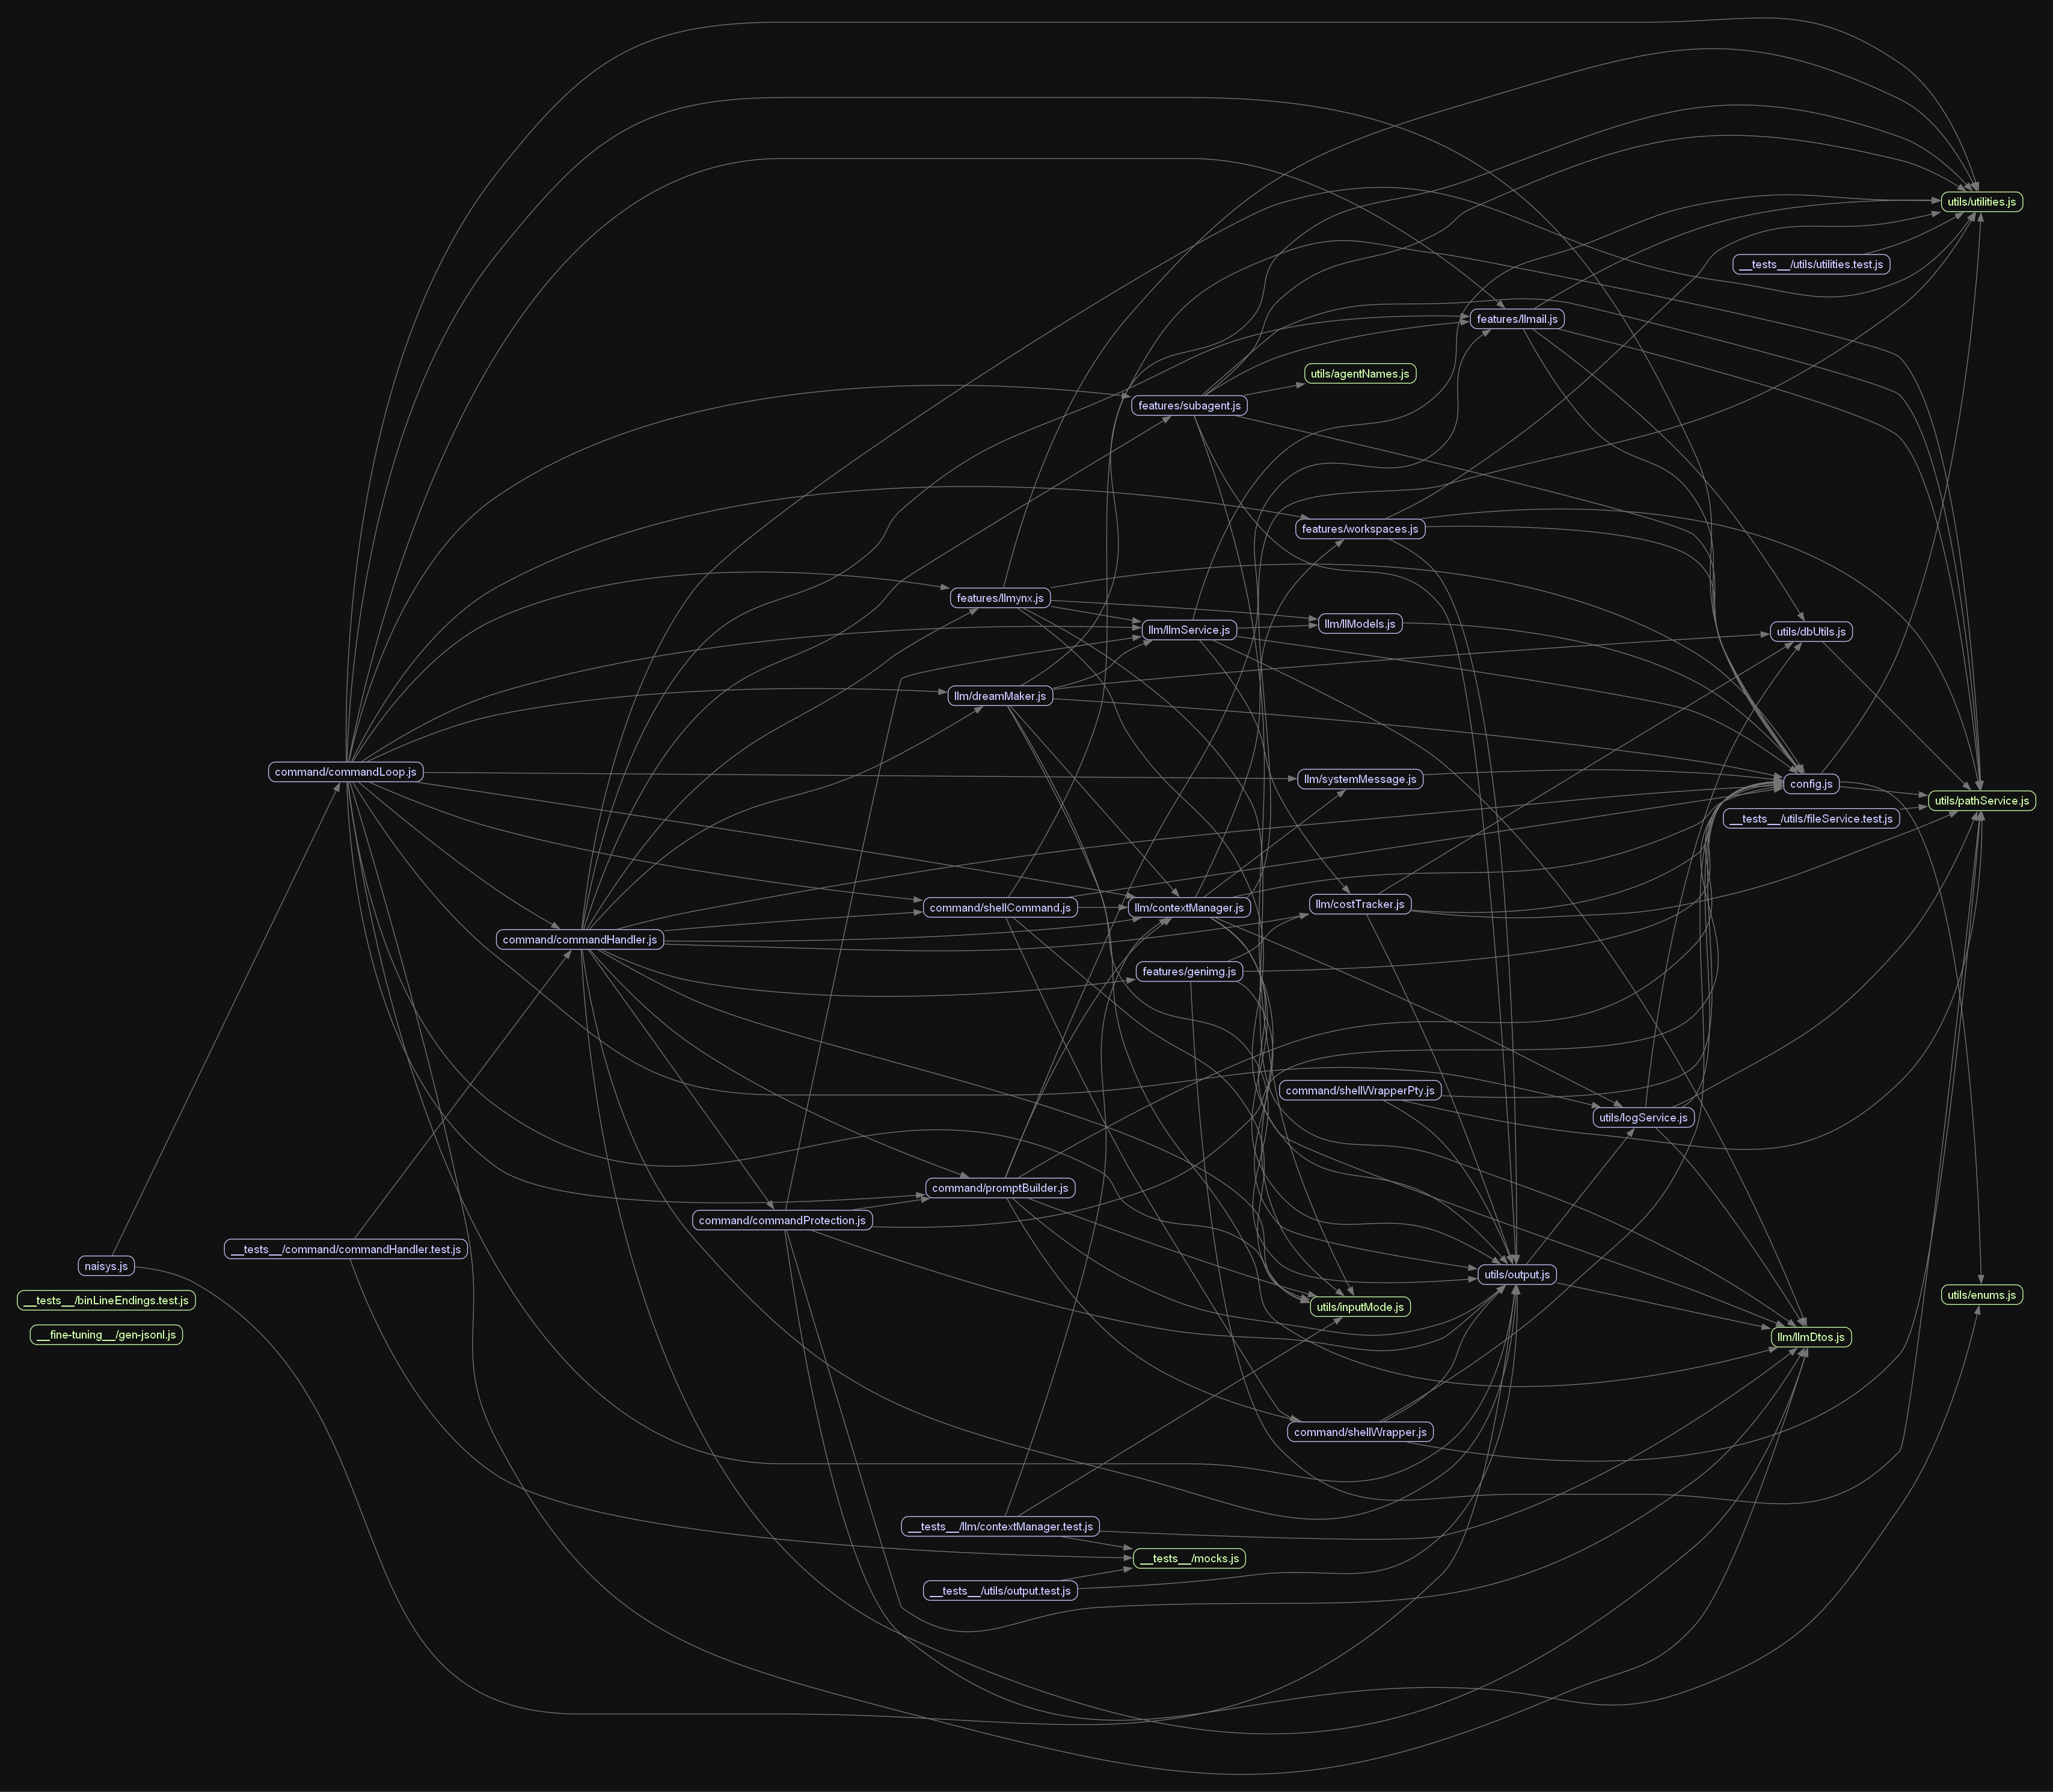 utils/utilities.js
__tests__/utils/utilities.test.js
features/llmail.js
utils/agentNames.js
features/subagent.js
features/workspaces.js
features/llmynx.js
llm/llModels.js
llm/llmService.js
utils/dbUtils.js
llm/dreamMaker.js
command/commandLoop.js
llm/systemMessage.js
config.js
utils/pathService.js
__tests__/utils/fileService.test.js
command/shellCommand.js
llm/contextManager.js
llm/costTracker.js
command/commandHandler.js
features/genimg.js
command/shellWrapperPty.js
utils/logService.js
command/promptBuilder.js
command/commandProtection.js
__tests__/command/commandHandler.test.js
naisys.js
utils/output.js
utils/enums.js
__tests__/binLineEndings.test.js
utils/inputMode.js
__fine-tuning__/gen-jsonl.js
llm/llmDtos.js
command/shellWrapper.js
__tests__/llm/contextManager.test.js
__tests__/mocks.js
__tests__/utils/output.test.js